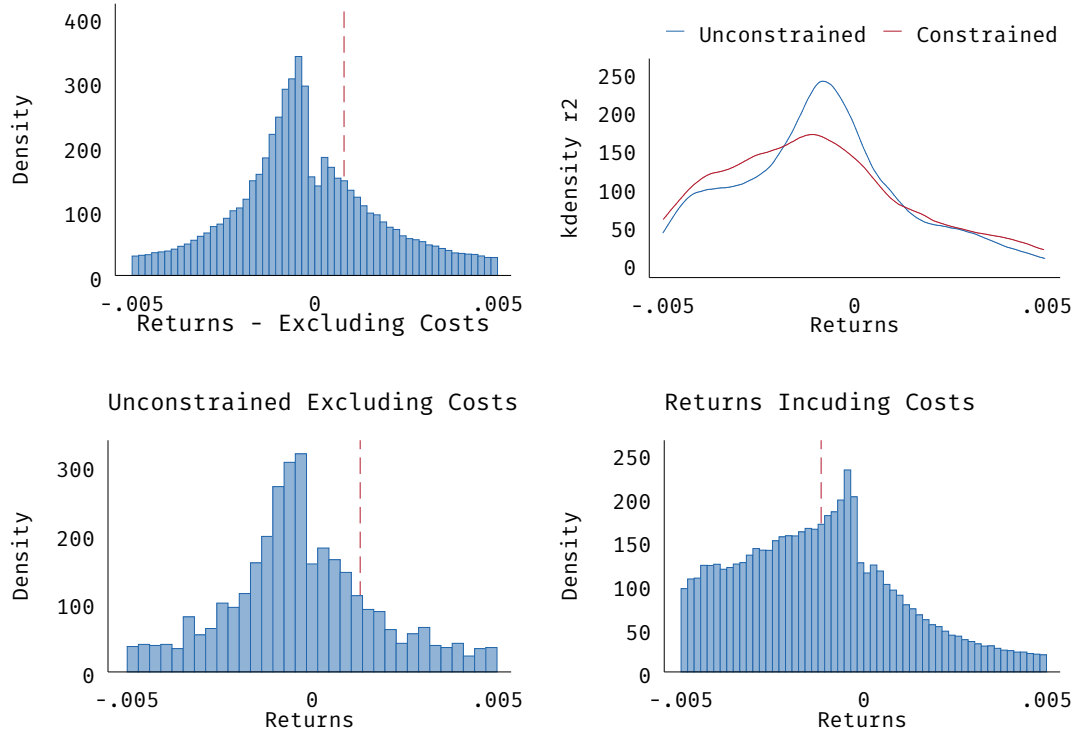 400
300
200
100
0
Density
-.005 0 .005
Returns - Excluding Costs
Unconstrained Constrained
250
200
150
100
50
0
kdensity r2
-.005 0 .005
Returns
Unconstrained Excluding Costs
300
200
100
0
Density
-.005 0 .005
Returns
Returns Incuding Costs
250
200
150
100
50
0
Density
-.005 0 .005
Returns